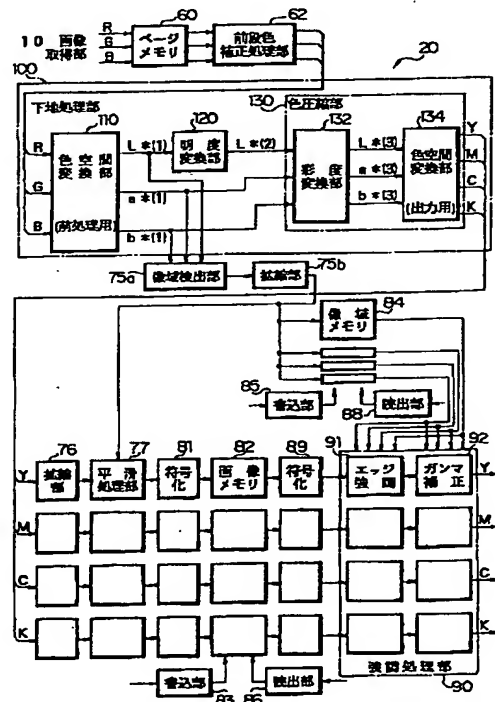 60
62
10 画像
取得部
R
G
B
ページ
メモリ
前段色
補正処理部
20
100
下地処理部
110
120
130
色圧縮部
132
134
R
G
B
色空間
変換部
(前処理用)
L*(1)
a*(1)
b*(1)
明度
変換部
L*(2)
彩度
変換部
L*(3)
a*(3)
b*(3)
色空間
変換部
(出力用)
Y
M
C
K
75a
像域検出部
拡縮部
75b
84
像域
メモリ
85
書込部
88
読出部
76
77
81
82
89
91
92
Y
拡縮
部
平滑
処理部
符号
化
画像
メモリ
符号
化
エッジ
強調
ガンマ
補正
Y
M
M
C
C
K
K
書込部
83
読出部
86
強調処理部
90